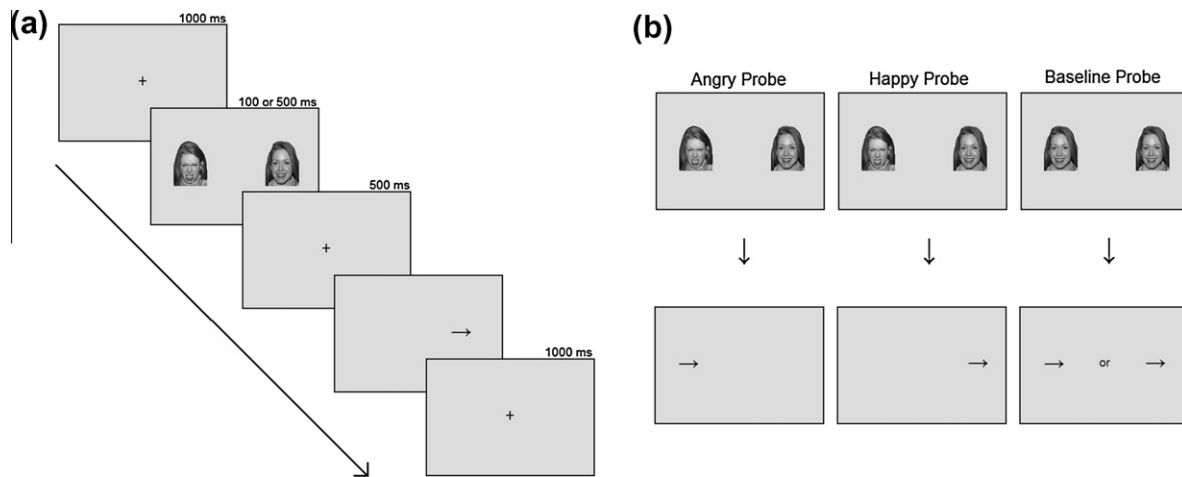 (a)
1000 ms
+
100 or 500 ms
500 ms
+
→
1000 ms
+
(b)
Angry Probe
Happy Probe
Baseline Probe
↓ ↓ ↓
→
→
→ or →